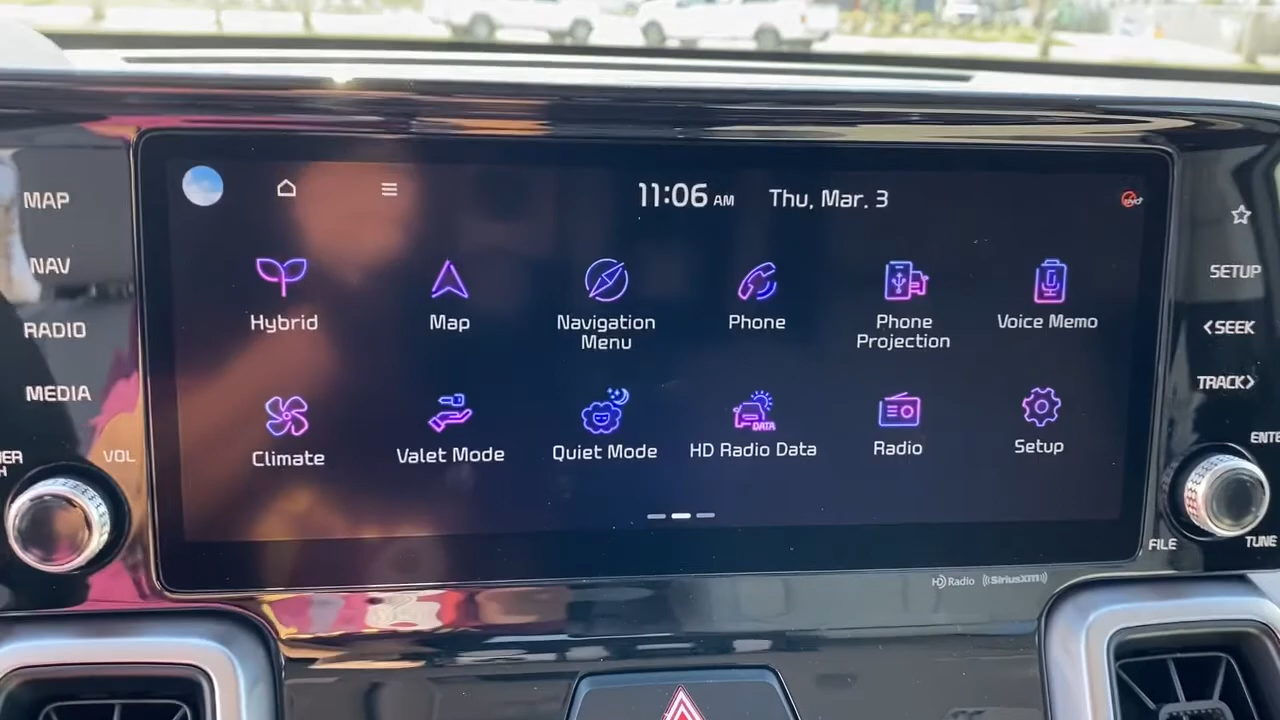 11:06 AM Thu, Mar. 3
MAP
NAV
RADIO
MEDIA
VOL
Hybrid
Map
Navigation
Menu
Phone
Phone
Projection
Voice Memo
Climate
Valet Mode
Quiet Mode
DATA
HD Radio Data
Radio
Setup
SETUP
<SEEK
TRACK>
FILE
TUNE
HD Radio
((SiriusXM))